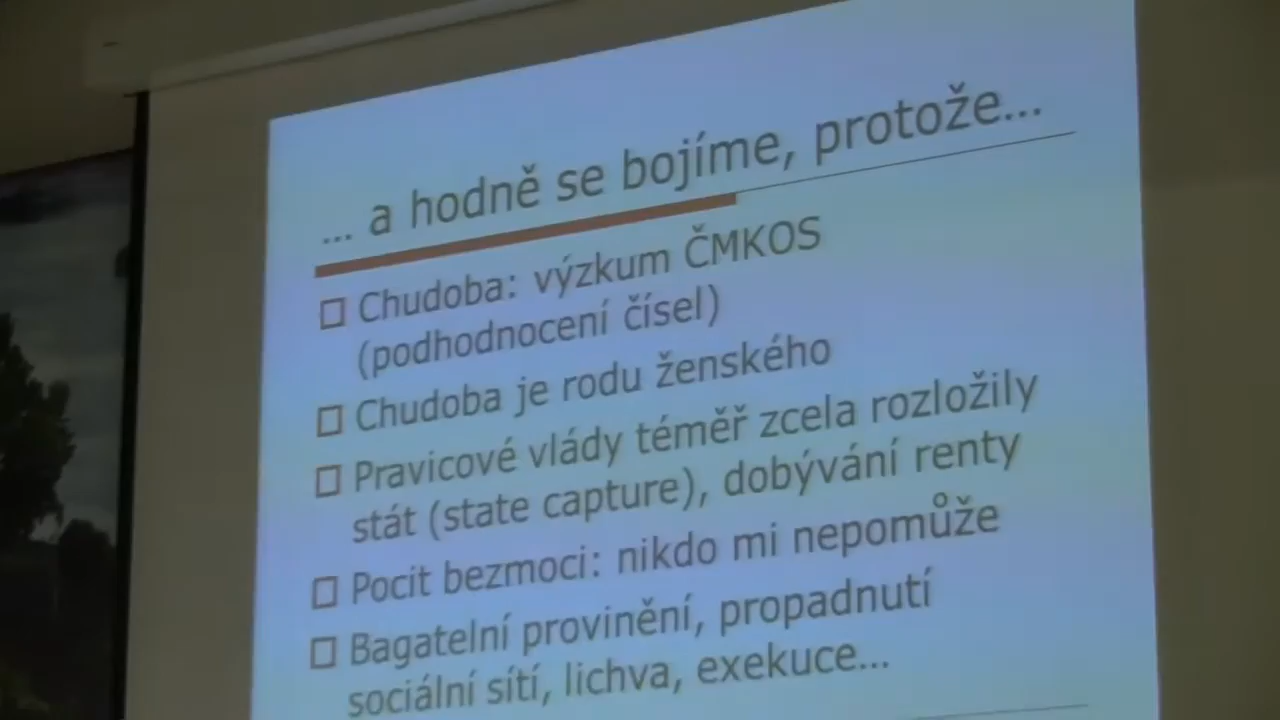 ... a hodně se bojíme, protože...
Chudoba: výzkum ČMKOS
(podhodnocení čísel)
Chudoba je rodu ženského
Pravicové vlády téměř zcela rozložily
stát (state capture), dobývání renty
Pocit bezmoci: nikdo mi nepomůže
Bagatelní provinění, propadnutí
sociální sítí, lichva, exekuce...